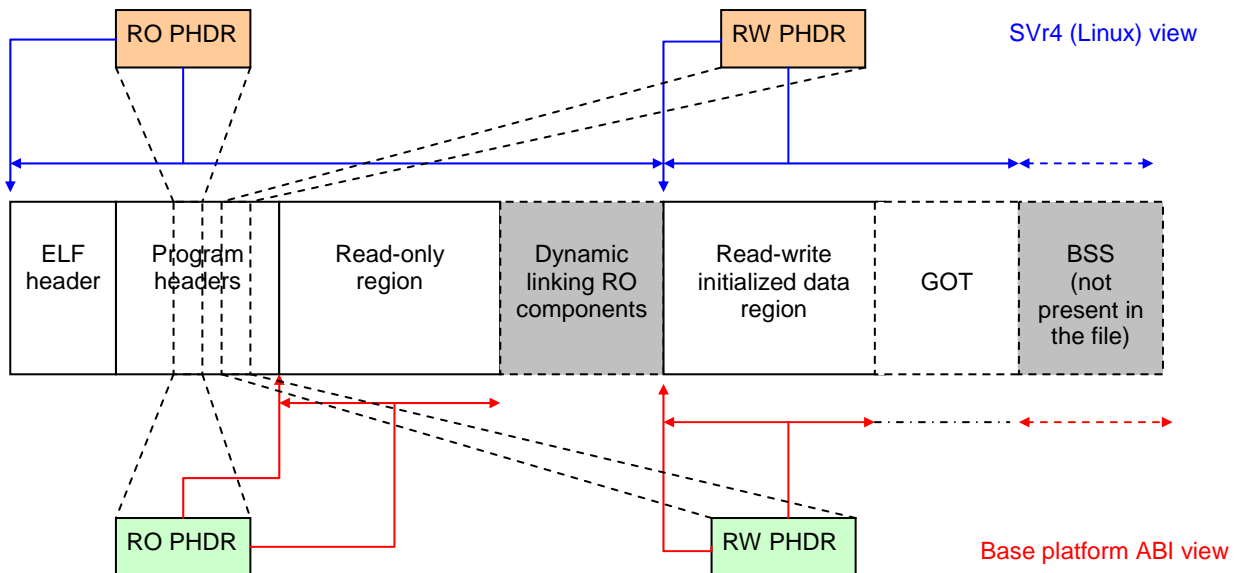 RO PHDR
RW PHDR
SVr4 (Linux) view
ELF
header
Program
headers
Read-only
region
Dynamic
linking RO
components
Read-write
initialized data
region
GOT
BSS
(not
present in
the file)
RO PHDR
RW PHDR
Base platform ABI view